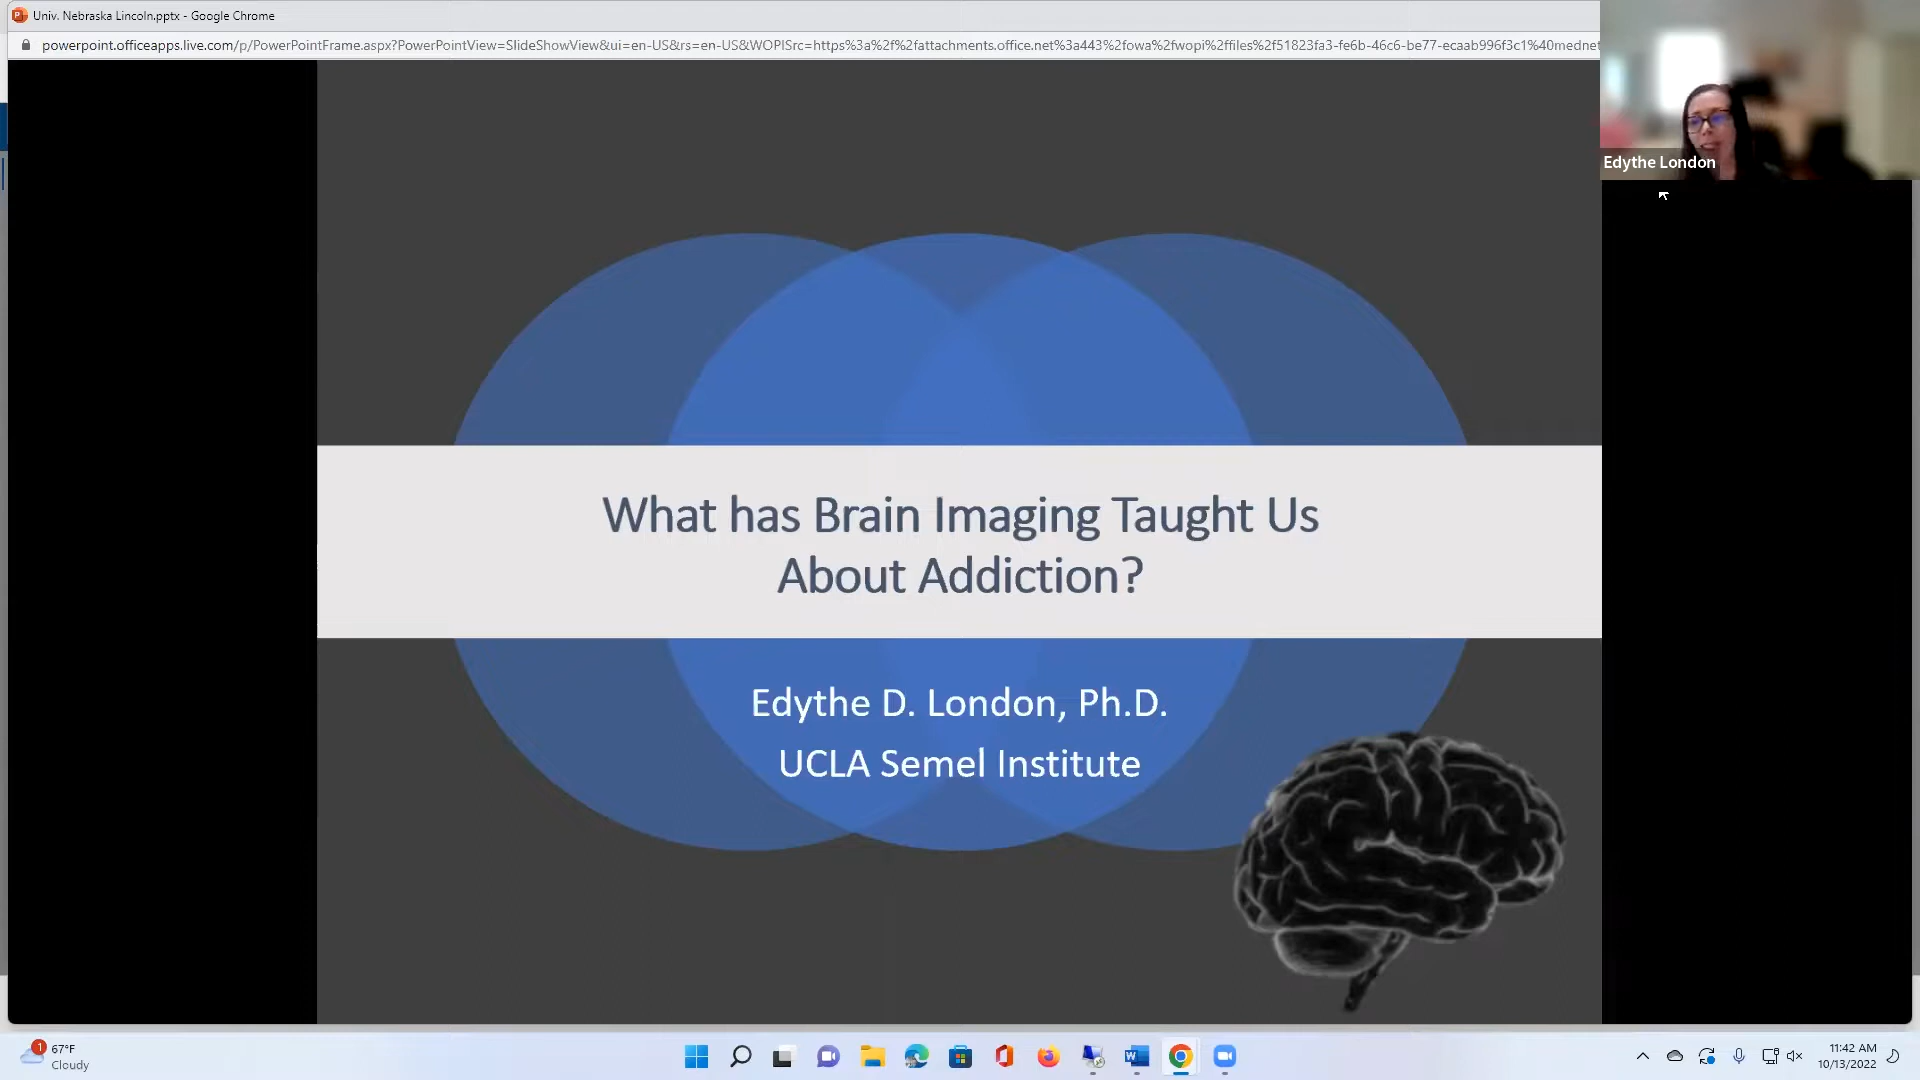 Univ. Nebraska Lincoln.pptx - Google Chrome
powerpoint.officeapps.live.com/p/PowerPointFrame.aspx?PowerPointView=SlideShowView&ui=en-US&rs=en-US&WOPISrc=https%3a%2f%2fattachments.office.net%3a443%2fowa%2fwopi%2ffiles%2f51823fa3-fe6b-46c6-be77-ecaab996f3c1%40mednet
Edythe London
What has Brain Imaging Taught Us
About Addiction?
Edythe D. London, Ph.D.
UCLA Semel Institute
1
67°F
Cloudy
11:42 AM
10/13/2022